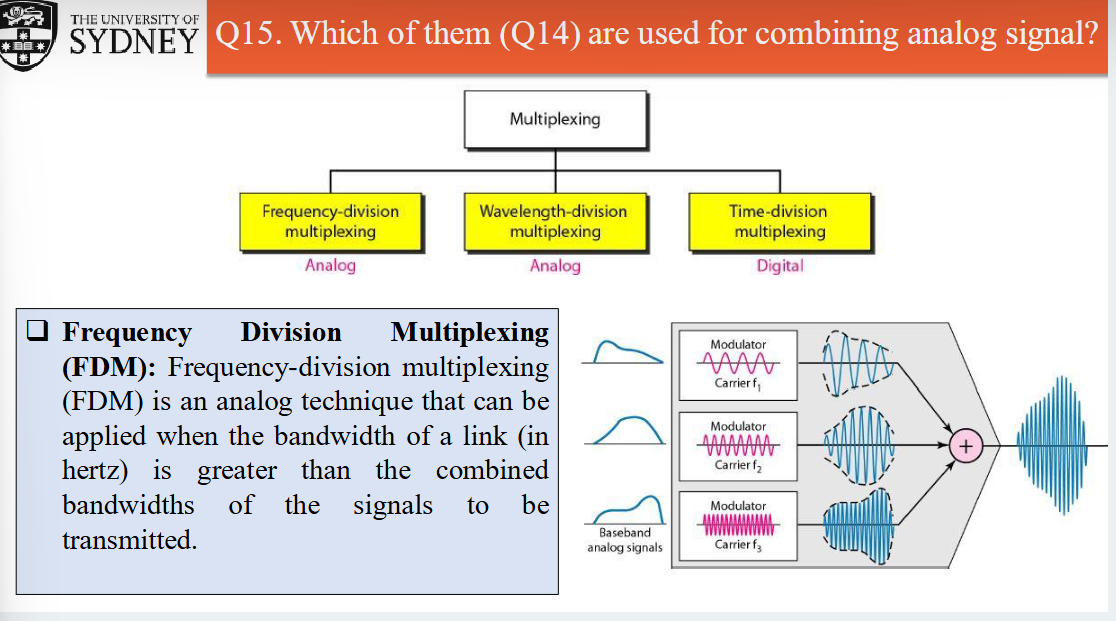 THE UNIVERSITY OF
SYDNEY
Q15. Which of them (Q14) are used for combining analog signal?
Multiplexing
Frequency-division
multiplexing
Wavelength-division
multiplexing
Time-division
multiplexing
Analog
Analog
Digital
❑ Frequency Division Multiplexing
(FDM): Frequency-division multiplexing
(FDM) is an analog technique that can be
applied when the bandwidth of a link (in
hertz) is greater than the combined
bandwidths of the signals to be
transmitted.
Modulator
Carrier f₁
Modulator
Carrier f₂
Modulator
Carrier f₃
Baseband
analog signals
+